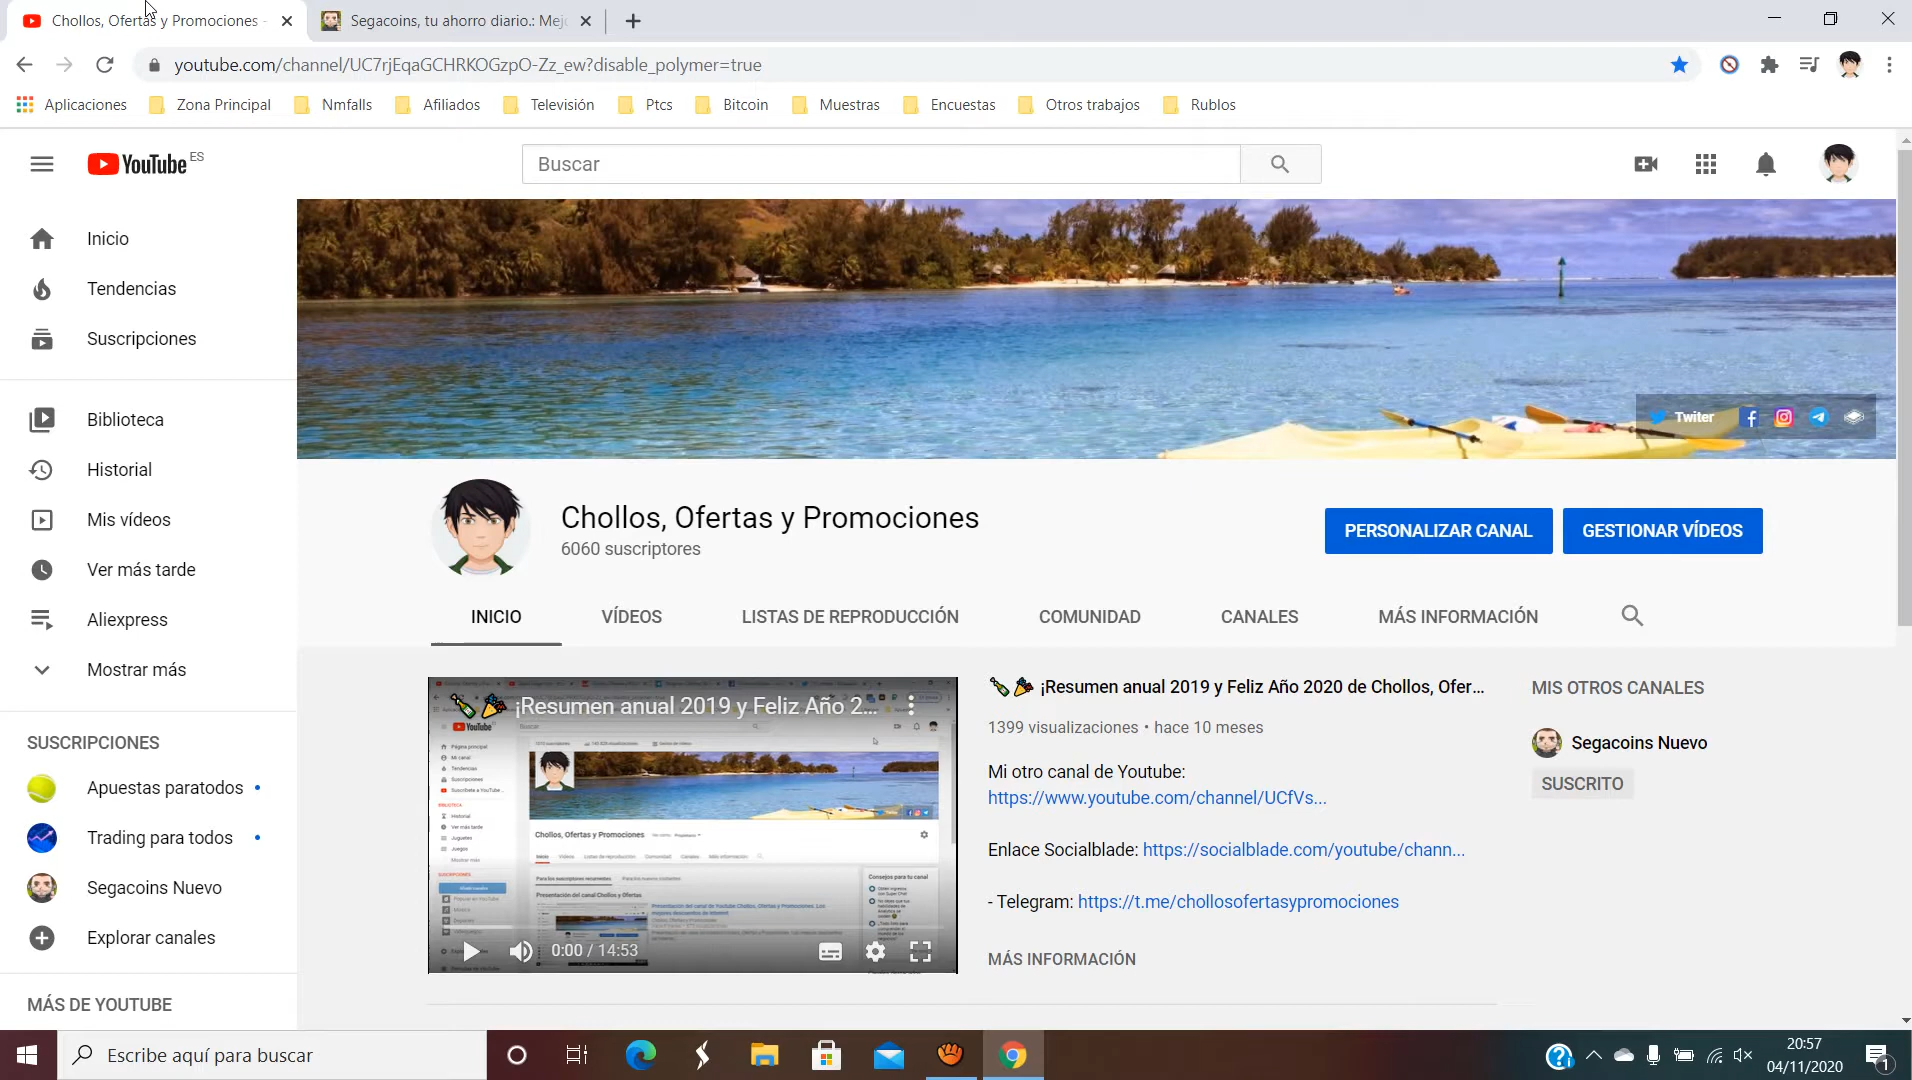 Chollos, Ofertas y Promociones -
Segacoins, tu ahorro diario.: Mejo
youtube.com/channel/UC7rjEqaGCHRKOGzpO-Zz_ew?disable_polymer=true
Aplicaciones
Zona Principal
Nmfalls
Afiliados
Televisión
Ptcs
Bitcoin
Muestras
Encuestas
Otros trabajos
Rublos
YouTube ES
Buscar
Inicio
Tendencias
Suscripciones
Biblioteca
Historial
Mis vídeos
Ver más tarde
Aliexpress
Mostrar más
SUSCRIPCIONES
Apuestas paratodos
Trading para todos
Segacoins Nuevo
Explorar canales
MÁS DE YOUTUBE
Twiter
Chollos, Ofertas y Promociones
6060 suscriptores
PERSONALIZAR CANAL
GESTIONAR VÍDEOS
INICIO
VÍDEOS
LISTAS DE REPRODUCCIÓN
COMUNIDAD
CANALES
MÁS INFORMACIÓN
¡Resumen anual 2019 y Feliz Año 2...
YouTube
Chollos, Ofertas y Promociones
0:00 / 14:53
¡Resumen anual 2019 y Feliz Año 2020 de Chollos, Ofer...
1399 visualizaciones • hace 10 meses
Mi otro canal de Youtube:
https://www.youtube.com/channel/UCfVs...
Enlace Socialblade: https://socialblade.com/youtube/chann...
- Telegram: https://t.me/chollosofertasypromociones
MÁS INFORMACIÓN
MIS OTROS CANALES
Segacoins Nuevo
SUSCRITO
Escribe aquí para buscar
20:57
04/11/2020
1